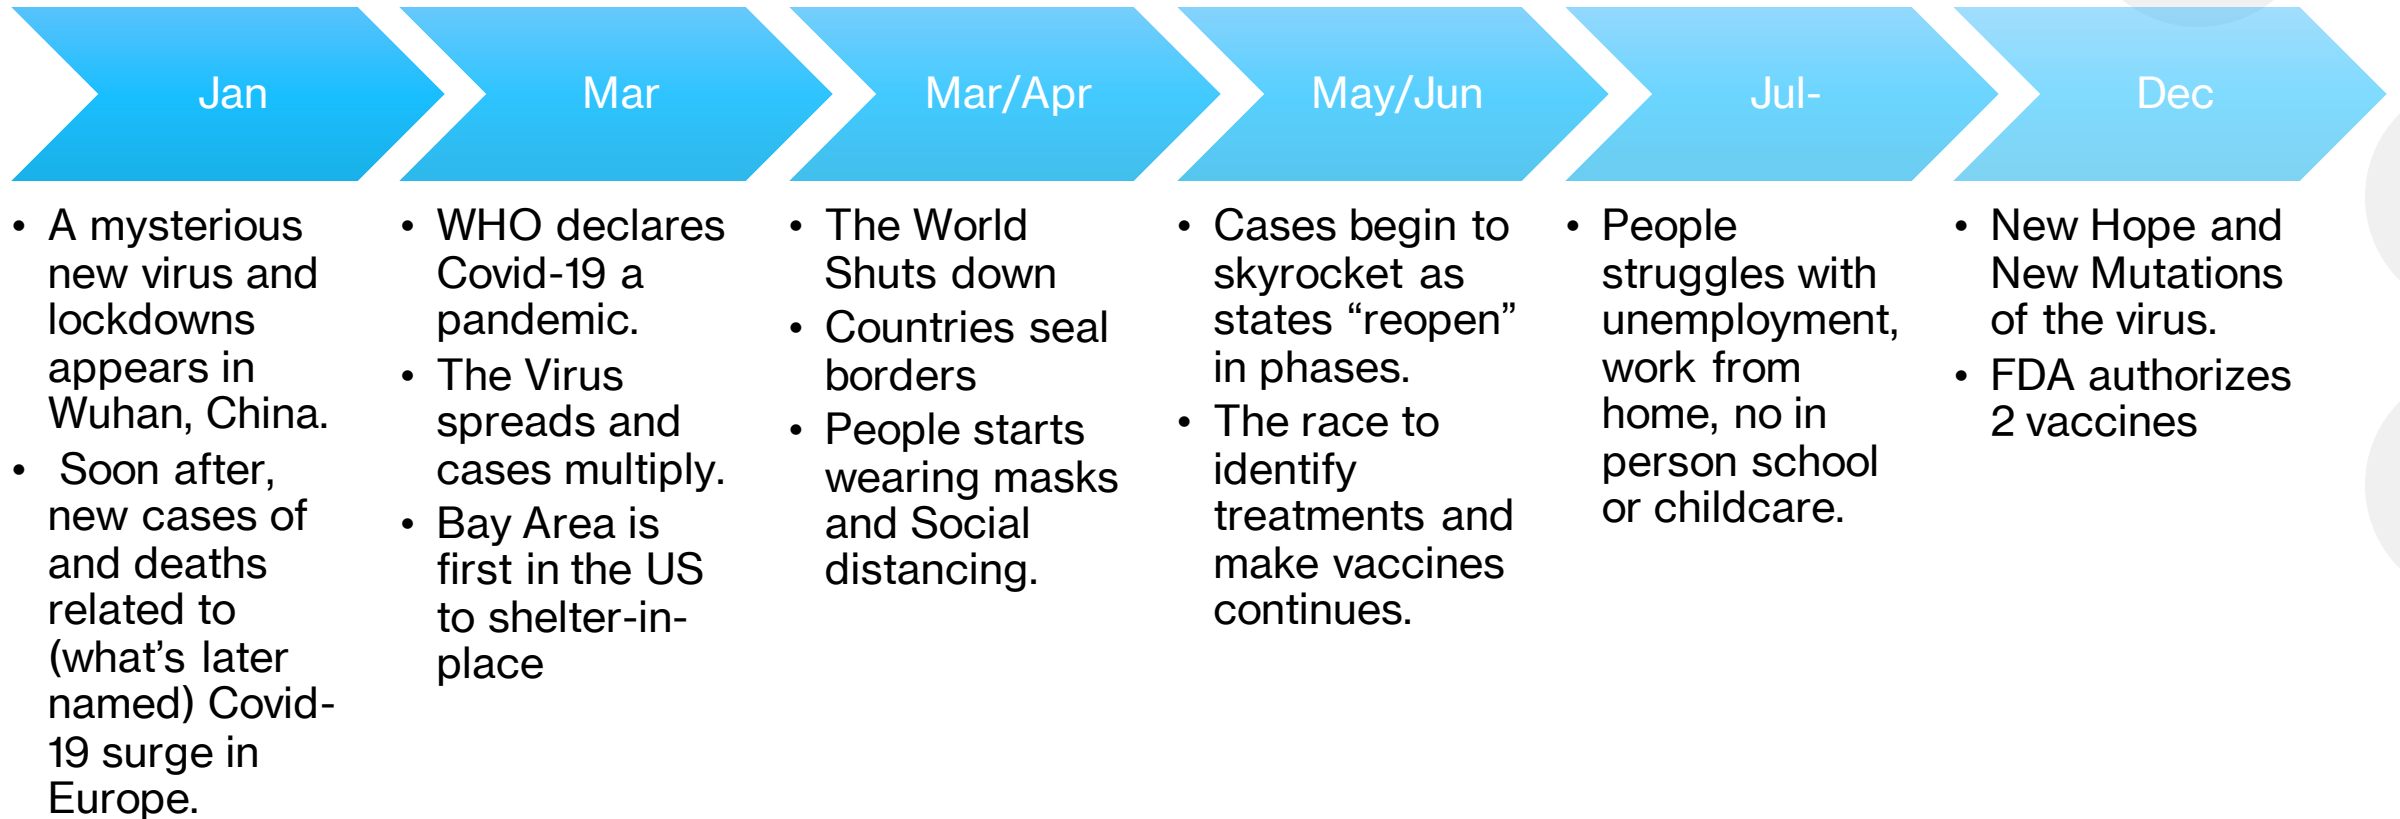 Jan
Mar
Mar/Apr
May/Jun
Jul-
Dec
• A mysterious
new virus and
lockdowns
appears in
Wuhan, China.
• Soon after,
new cases of
and deaths
related to
(what’s later
named) Covid-
19 surge in
Europe.
• WHO declares
Covid-19 a
pandemic.
• The Virus
spreads and
cases multiply.
• Bay Area is
first in the US
to shelter-in-
place
• The World
Shuts down
• Countries seal
borders
• People starts
wearing masks
and Social
distancing.
• Cases begin to
skyrocket as
states “reopen”
in phases.
• The race to
identify
treatments and
make vaccines
continues.
• People
struggles with
unemployment,
work from
home, no in
person school
or childcare.
• New Hope and
New Mutations
of the virus.
• FDA authorizes
2 vaccines